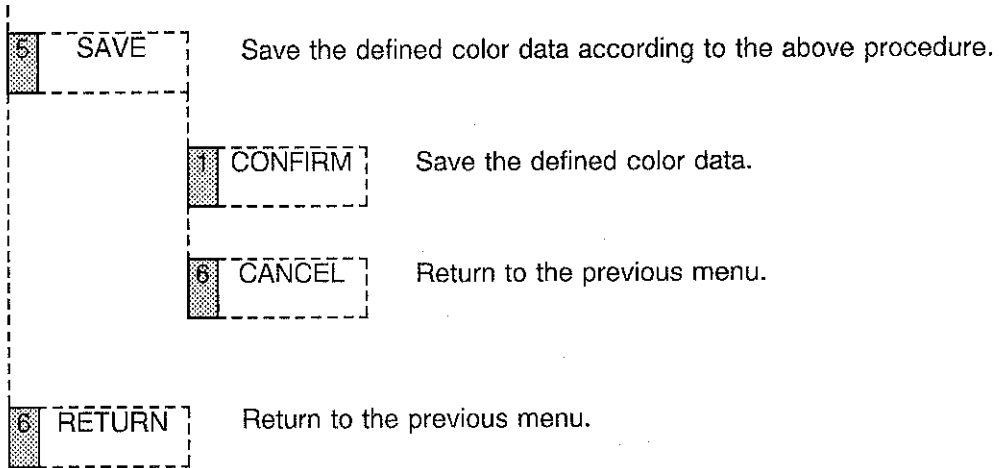 5 SAVE Save the defined color data according to the above procedure.
1 CONFIRM Save the defined color data.
6 CANCEL Return to the previous menu.
6 RETURN Return to the previous menu.